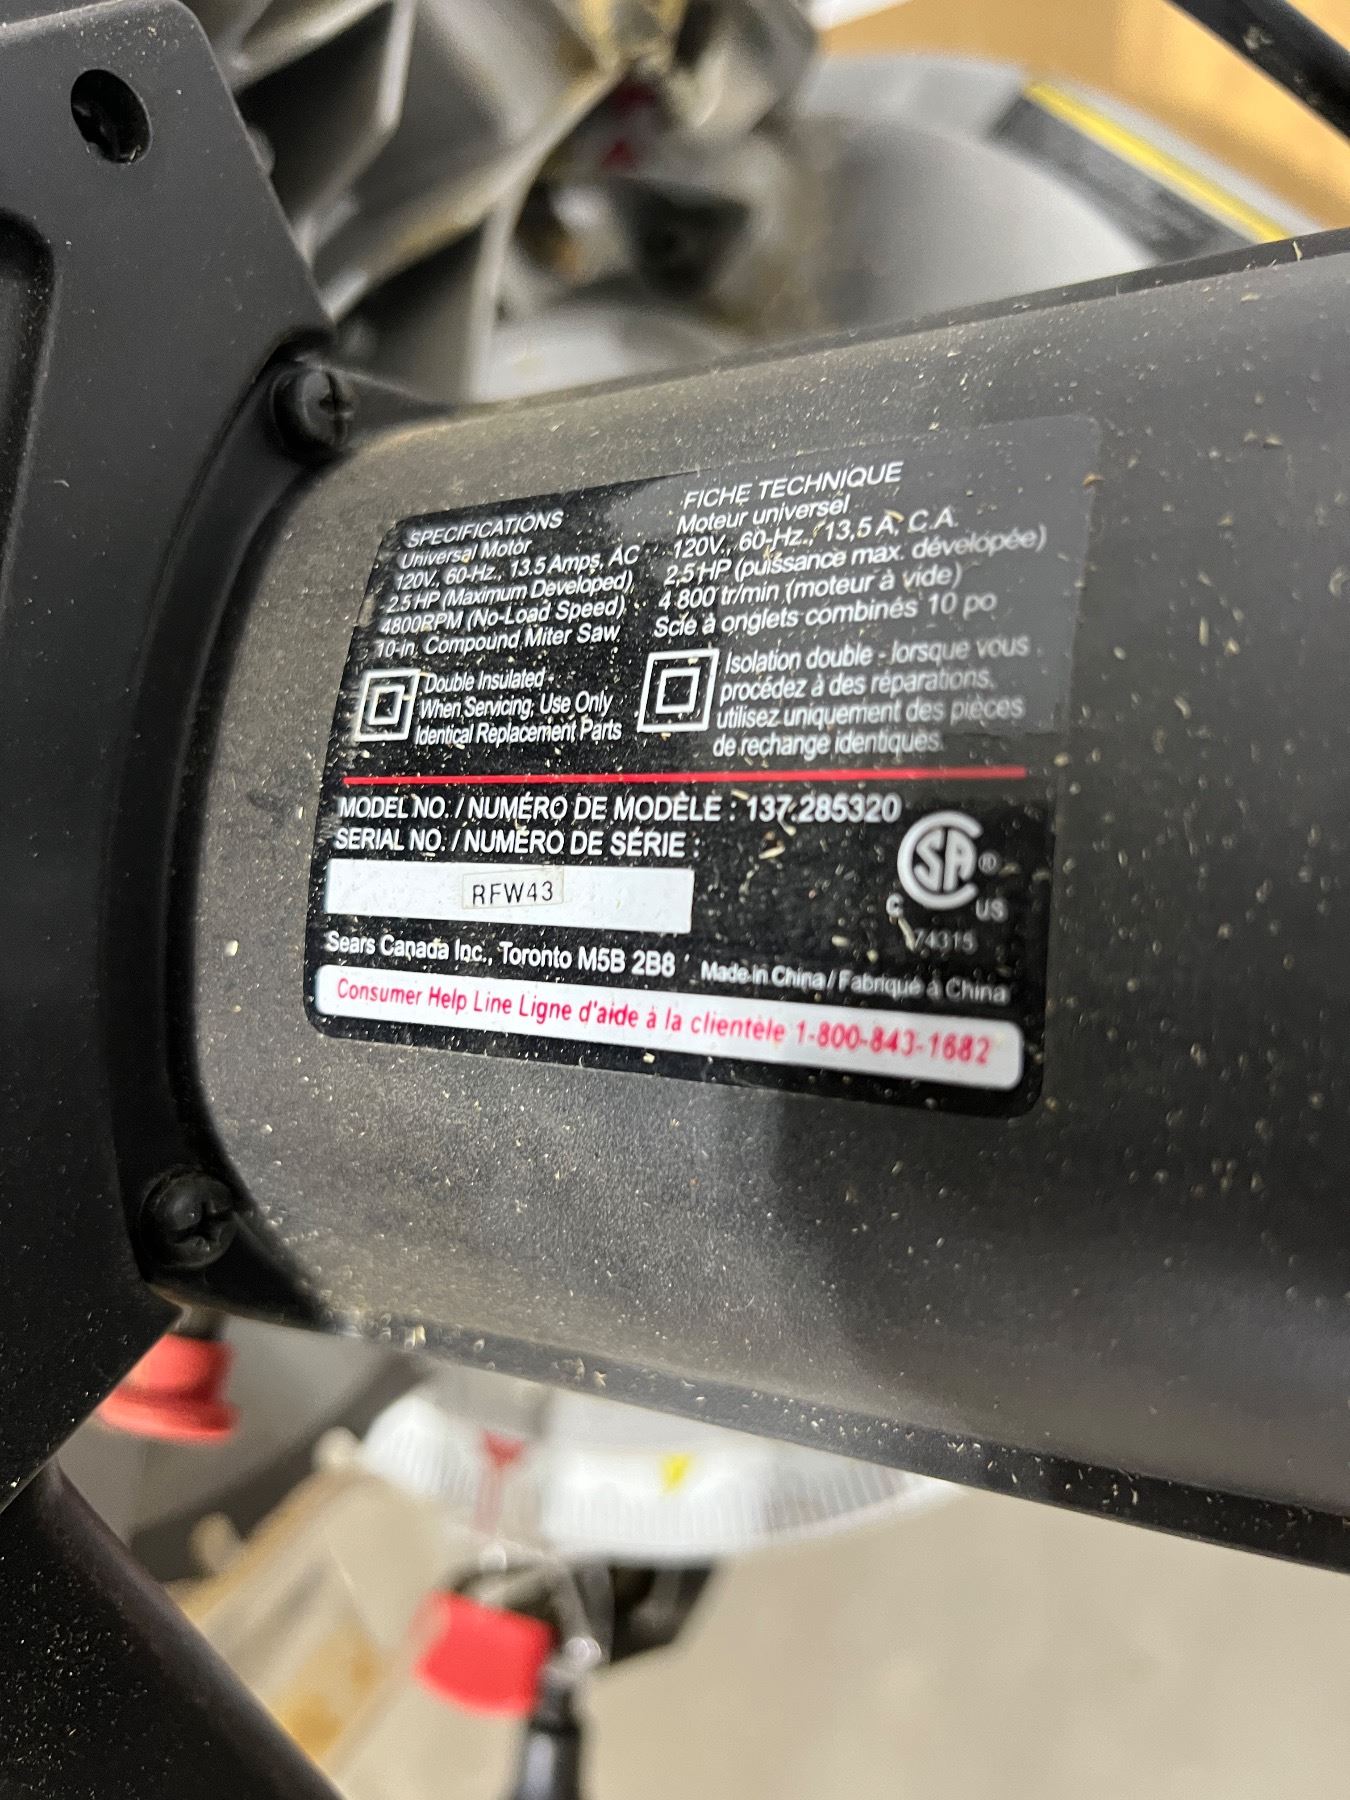 SPECIFICATIONS
Universal Motor
120V., 60-Hz., 13.5 Amps, AC
2.5 HP (Maximum Developed)
4800RPM (No-Load Speed)
10-in. Compound Miter Saw
Double Insulated -
When Servicing, Use Only
Identical Replacement Parts
FICHE TECHNIQUE
Moteur universel
120V., 60-Hz., 13,5 A, C.A.
2,5 HP (puissance max. dévelopée)
4 800 tr/min (moteur à vide)
Scie à onglets combinés 10 po
Isolation double - lorsque vous
procédez à des réparations,
utilisez uniquement des pièces
de rechange identiques.
MODEL NO. / NUMÉRO DE MODÈLE : 137.285320
SERIAL NO. / NUMÉRO DE SÉRIE :
RFW43
CSA ®
C US
174315
Sears Canada Inc., Toronto M5B 2B8
Made in China / Fabriqué à China
Consumer Help Line Ligne d'aide à la clientèle 1-800-843-1682